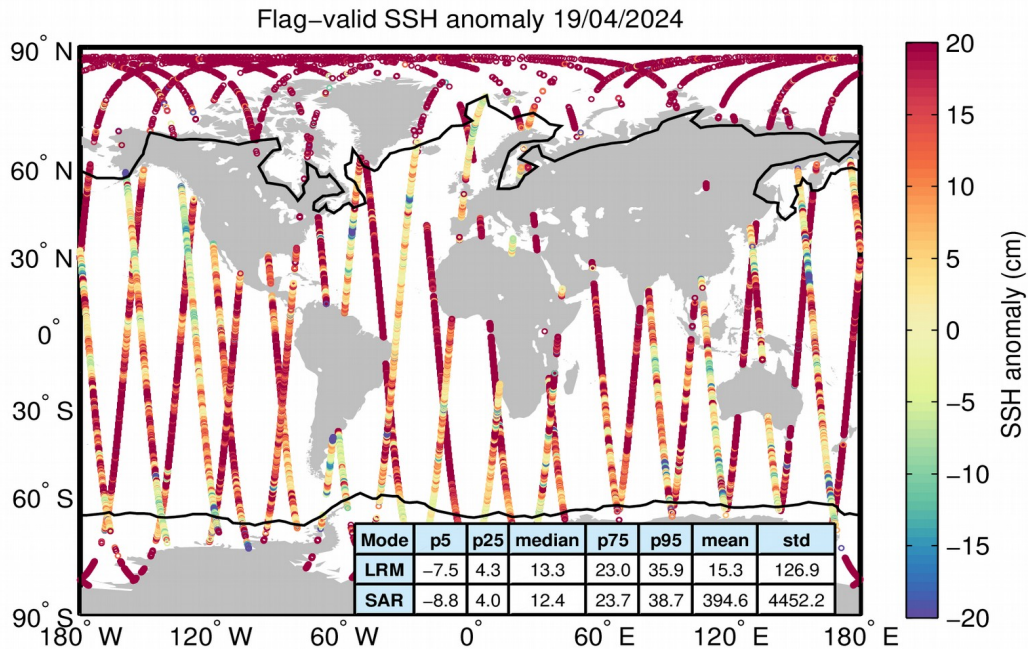 Flag−valid SSH anomaly 19/04/2024
90° N
60° N
30° N
0°
30° S
60° S
90° S
180° W
120° W
60° W
0°
60° E
120° E
180° E
Mode p5 p25 median p75 p95 mean std
LRM −7.5 4.3 13.3 23.0 35.9 15.3 126.9
SAR −8.8 4.0 12.4 23.7 38.7 394.6 4452.2
20
15
10
5
0
−5
−10
−15
−20
SSH anomaly (cm)